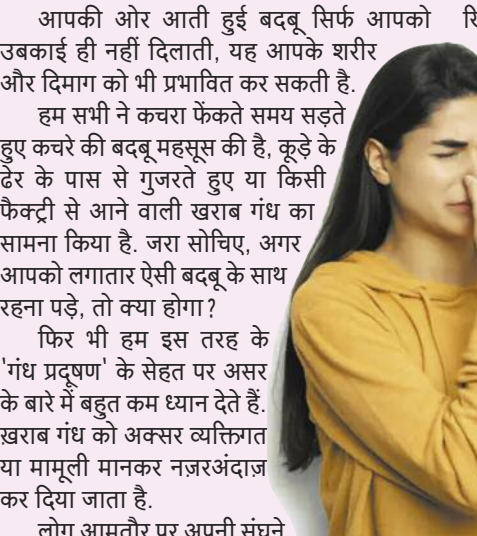 आपकी ओर आती हुई बदबू सिर्फ आपको
उबकाई ही नहीं दिलाती, यह आपके शरीर
और दिमाग को भी प्रभावित कर सकती है.
हम सभी ने कचरा फेंकते समय सड़ते
हुए कचरे की बदबू महसूस की है, कूड़े के
ढेर के पास से गुजरते हुए या किसी
फैक्ट्री से आने वाली खराब गंध का
सामना किया है. जरा सोचिए, अगर
आपको लगातार ऐसी बदबू के साथ
रहना पड़े, तो क्या होगा?
फिर भी हम इस तरह के
'गंध प्रदूषण' के सेहत पर असर
के बारे में बहुत कम ध्यान देते हैं.
ख़राब गंध को अक्सर व्यक्तिगत
या मामूली मानकर नज़रअंदाज़
कर दिया जाता है.
लोग आमतौर पर अपनी सूंघने